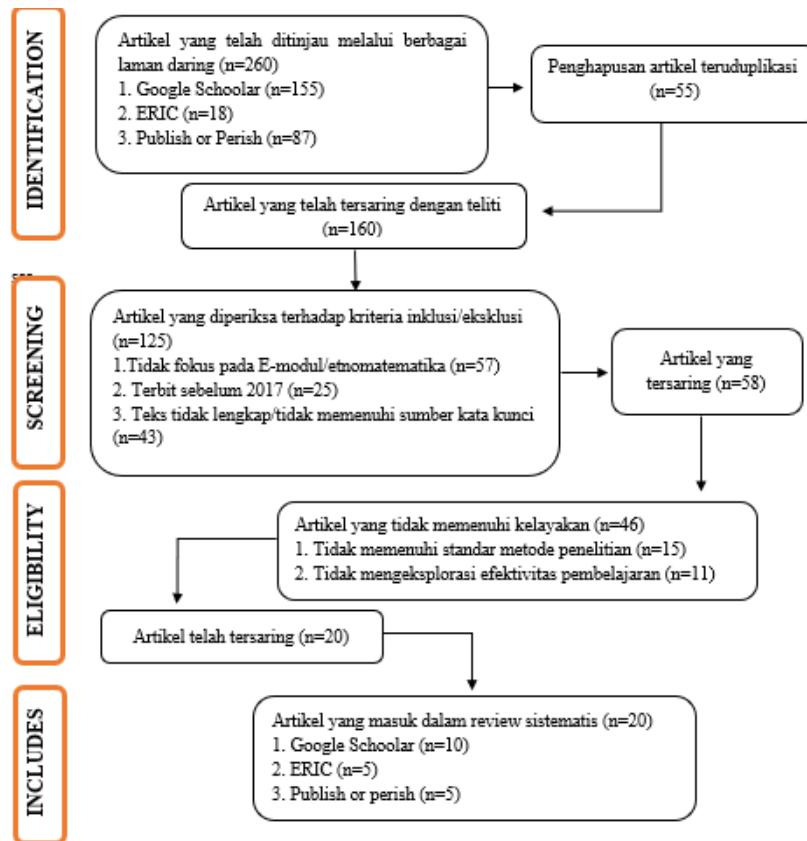 IDENTIFICATION
Artikel yang telah ditinjau melalui berbagai
laman daring (n=260)
1. Google Schoolar (n=155)
2. ERIC (n=18)
3. Publish or Perish (n=87)
Penghapusan artikel teruduplikasi
(n=55)
Artikel yang telah tersaring dengan teliti
(n=160)
SCREENING
Artikel yang diperiksa terhadap kriteria inklusi/eksklusi
(n=125)
1.Tidak fokus pada E-modul/etnomatematika (n=57)
2. Terbit sebelum 2017 (n=25)
3. Teks tidak lengkap/tidak memenuhi sumber kata kunci
(n=43)
Artikel yang
tersaring (n=58)
ELIGIBILITY
Artikel yang tidak memenuhi kelayakan (n=46)
1. Tidak memenuhi standar metode penelitian (n=15)
2. Tidak mengeksplorasi efektivitas pembelajaran (n=11)
Artikel telah tersaring (n=20)
INCLUDES
Artikel yang masuk dalam review sistematis (n=20)
1. Google Schoolar (n=10)
2. ERIC (n=5)
3. Publish or perish (n=5)